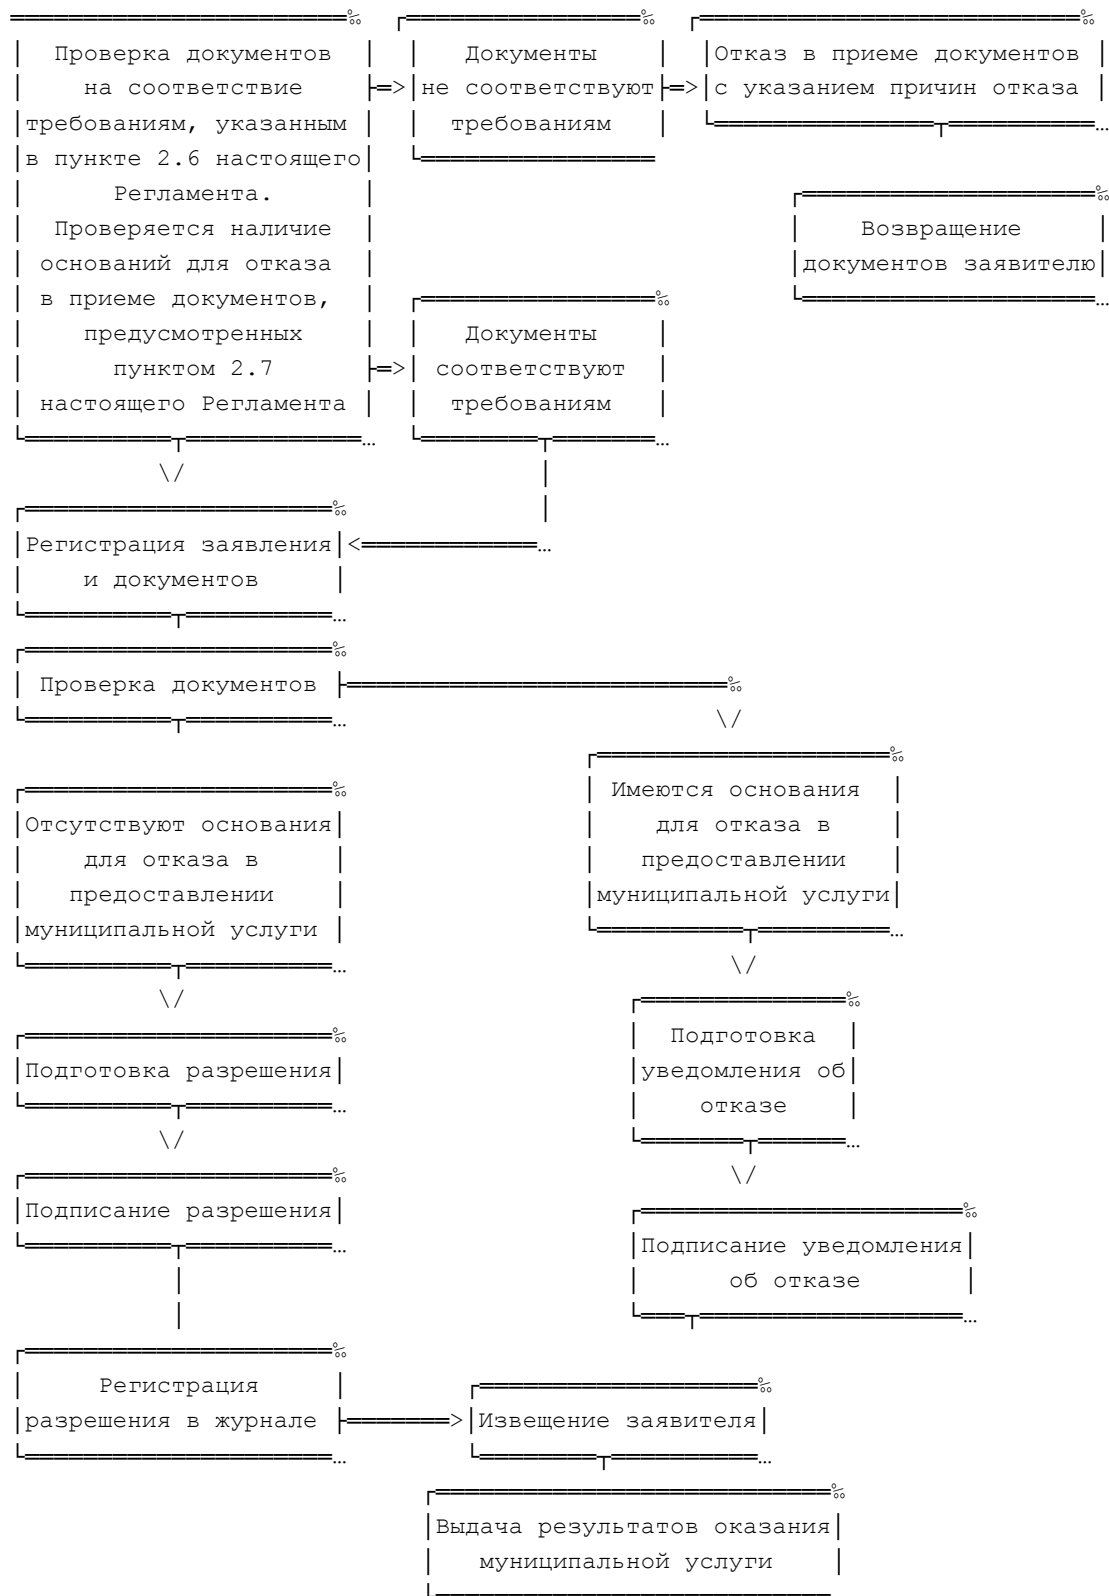 Проверка документов
на соответствие
требованиям, указанным
в пункте 2.6 настоящего
Регламента.
Проверяется наличие
оснований для отказа
в приеме документов,
предусмотренных
пунктом 2.7
настоящего Регламента
Документы
не соответствуют
требованиям
Отказ в приеме документов
с указанием причин отказа
Возвращение
документов заявителю
Документы
соответствуют
требованиям
Регистрация заявления
и документов
Проверка документов
Отсутствуют основания
для отказа в
предоставлении
муниципальной услуги
Имеются основания
для отказа в
предоставлении
муниципальной услуги
Подготовка разрешения
Подготовка
уведомления об
отказе
Подписание разрешения
Подписание уведомления
об отказе
Регистрация
разрешения в журнале
Извещение заявителя
Выдача результатов оказания
муниципальной услуги